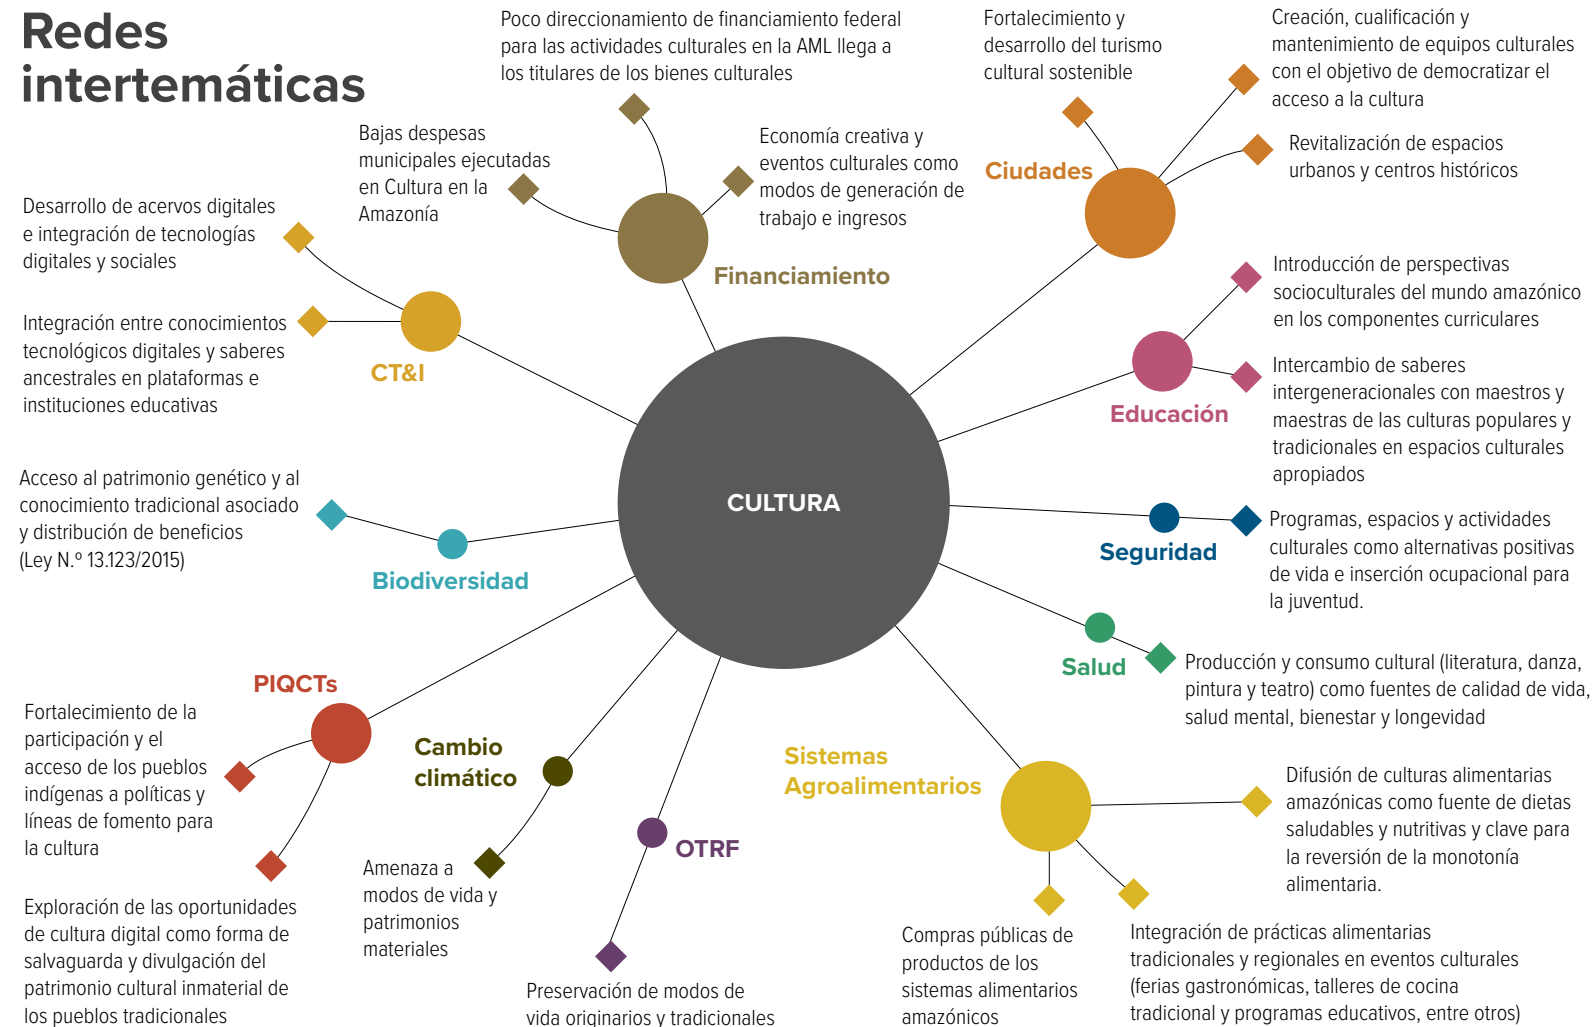 Redes
intertemáticas
Poco direccionamiento de financiamiento federal
para las actividades culturales en la AML llega a
los titulares de los bienes culturales
Bajas despesas
municipales ejecutadas
en Cultura en la
Amazonía
Economía creativa y
eventos culturales como
modos de generación de
trabajo e ingresos
Financiamiento
Fortalecimiento y
desarrollo del turismo
cultural sostenible
Creación, cualificación y
mantenimiento de equipos culturales
con el objetivo de democratizar el
acceso a la cultura
Revitalización de espacios
urbanos y centros históricos
Ciudades
Desarrollo de acervos digitales
e integración de tecnologías
digitales y sociales
Integración entre conocimientos
tecnológicos digitales y saberes
ancestrales en plataformas e
instituciones educativas
CT&I
Introducción de perspectivas
socioculturales del mundo amazónico
en los componentes curriculares
Intercambio de saberes
intergeneracionales con maestros y
maestras de las culturas populares y
tradicionales en espacios culturales
apropiados
Educación
CULTURA
Acceso al patrimonio genético y al
conocimiento tradicional asociado
y distribución de beneficios
(Ley N.º 13.123/2015)
Biodiversidad
Seguridad
Programas, espacios y actividades
culturales como alternativas positivas
de vida e inserción ocupacional para
la juventud.
Salud
Producción y consumo cultural (literatura, danza,
pintura y teatro) como fuentes de calidad de vida,
salud mental, bienestar y longevidad
PIQCTs
Fortalecimiento de la
participación y el
acceso de los pueblos
indígenas a políticas y
líneas de fomento para
la cultura
Exploración de las oportunidades
de cultura digital como forma de
salvaguarda y divulgación del
patrimonio cultural inmaterial de
los pueblos tradicionales
Cambio
climático
Amenaza a
modos de vida y
patrimonios
materiales
OTRF
Preservación de modos de
vida originarios y tradicionales
Sistemas
Agroalimentarios
Difusión de culturas alimentarias
amazónicas como fuente de dietas
saludables y nutritivas y clave para
la reversión de la monotonía
alimentaria.
Compras públicas de
productos de los
sistemas alimentarios
amazónicos
Integración de prácticas alimentarias
tradicionales y regionales en eventos culturales
(ferias gastronómicas, talleres de cocina
tradicional y programas educativos, entre otros)